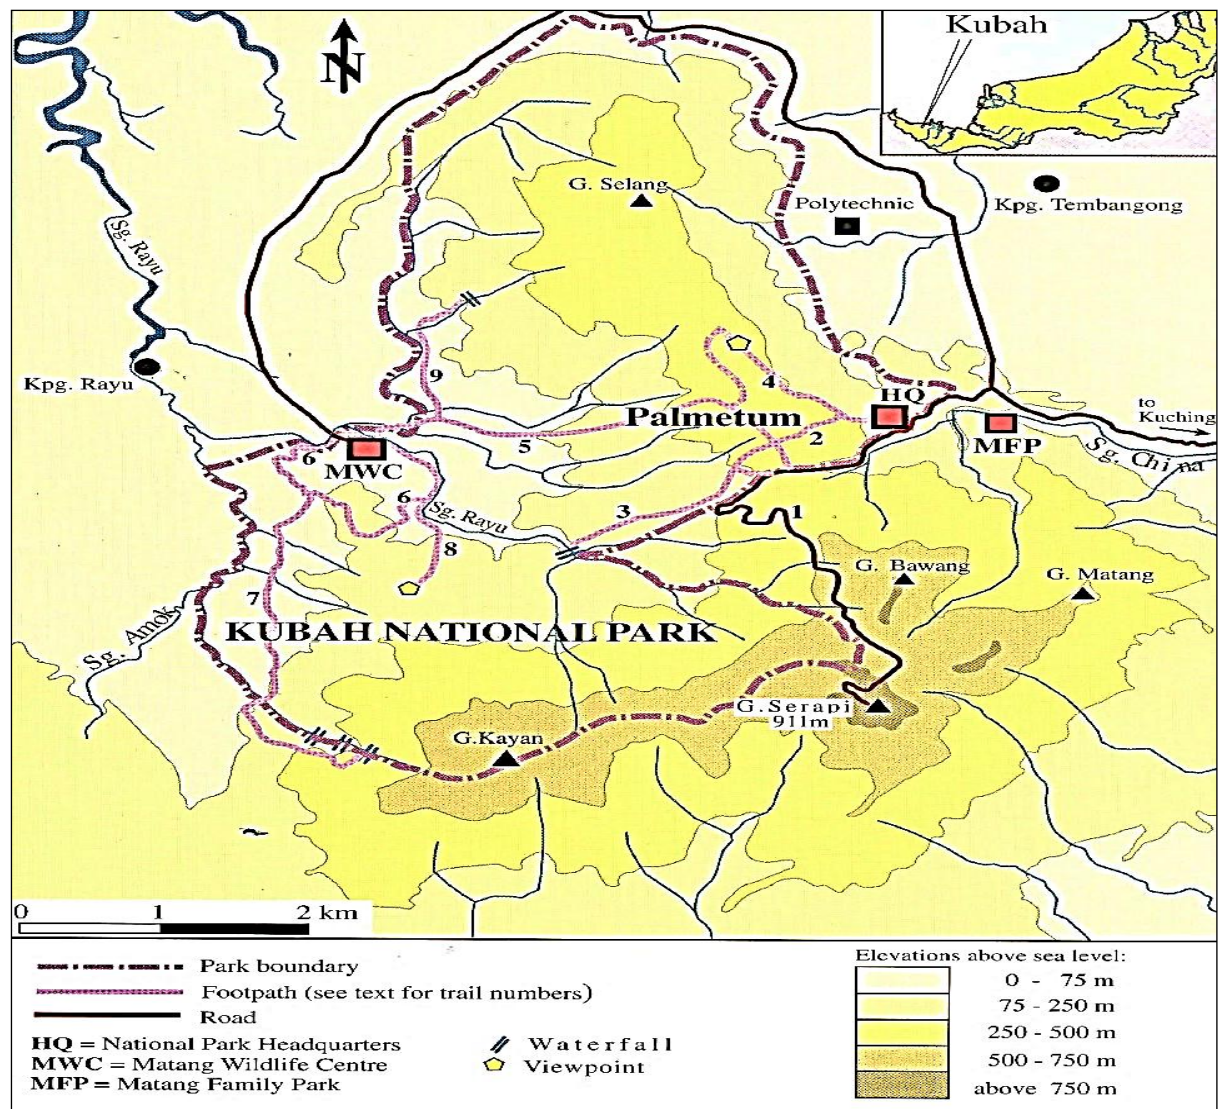 Kubah
N
G. Selang
Polytechnic
Kpg. Tembangong
Sg. Rayu
Kpg. Rayu
9
4
HQ
to
Kuching
Palmetum
2
MFP
Sg. China
5
6
MWC
6
Sg. Rayu
3
1
8
G. Bawang
G. Matang
7
Sg. Amok
KUBAH NATIONAL PARK
G. Serapi
911m
G.Kayan
0 1 2 km
Park boundary
Footpath (see text for trail numbers)
Road
HQ = National Park Headquarters
MWC = Matang Wildlife Centre
MFP = Matang Family Park
Waterfall
Viewpoint
Elevations above sea level:
0 - 75 m
75 - 250 m
250 - 500 m
500 - 750 m
above 750 m